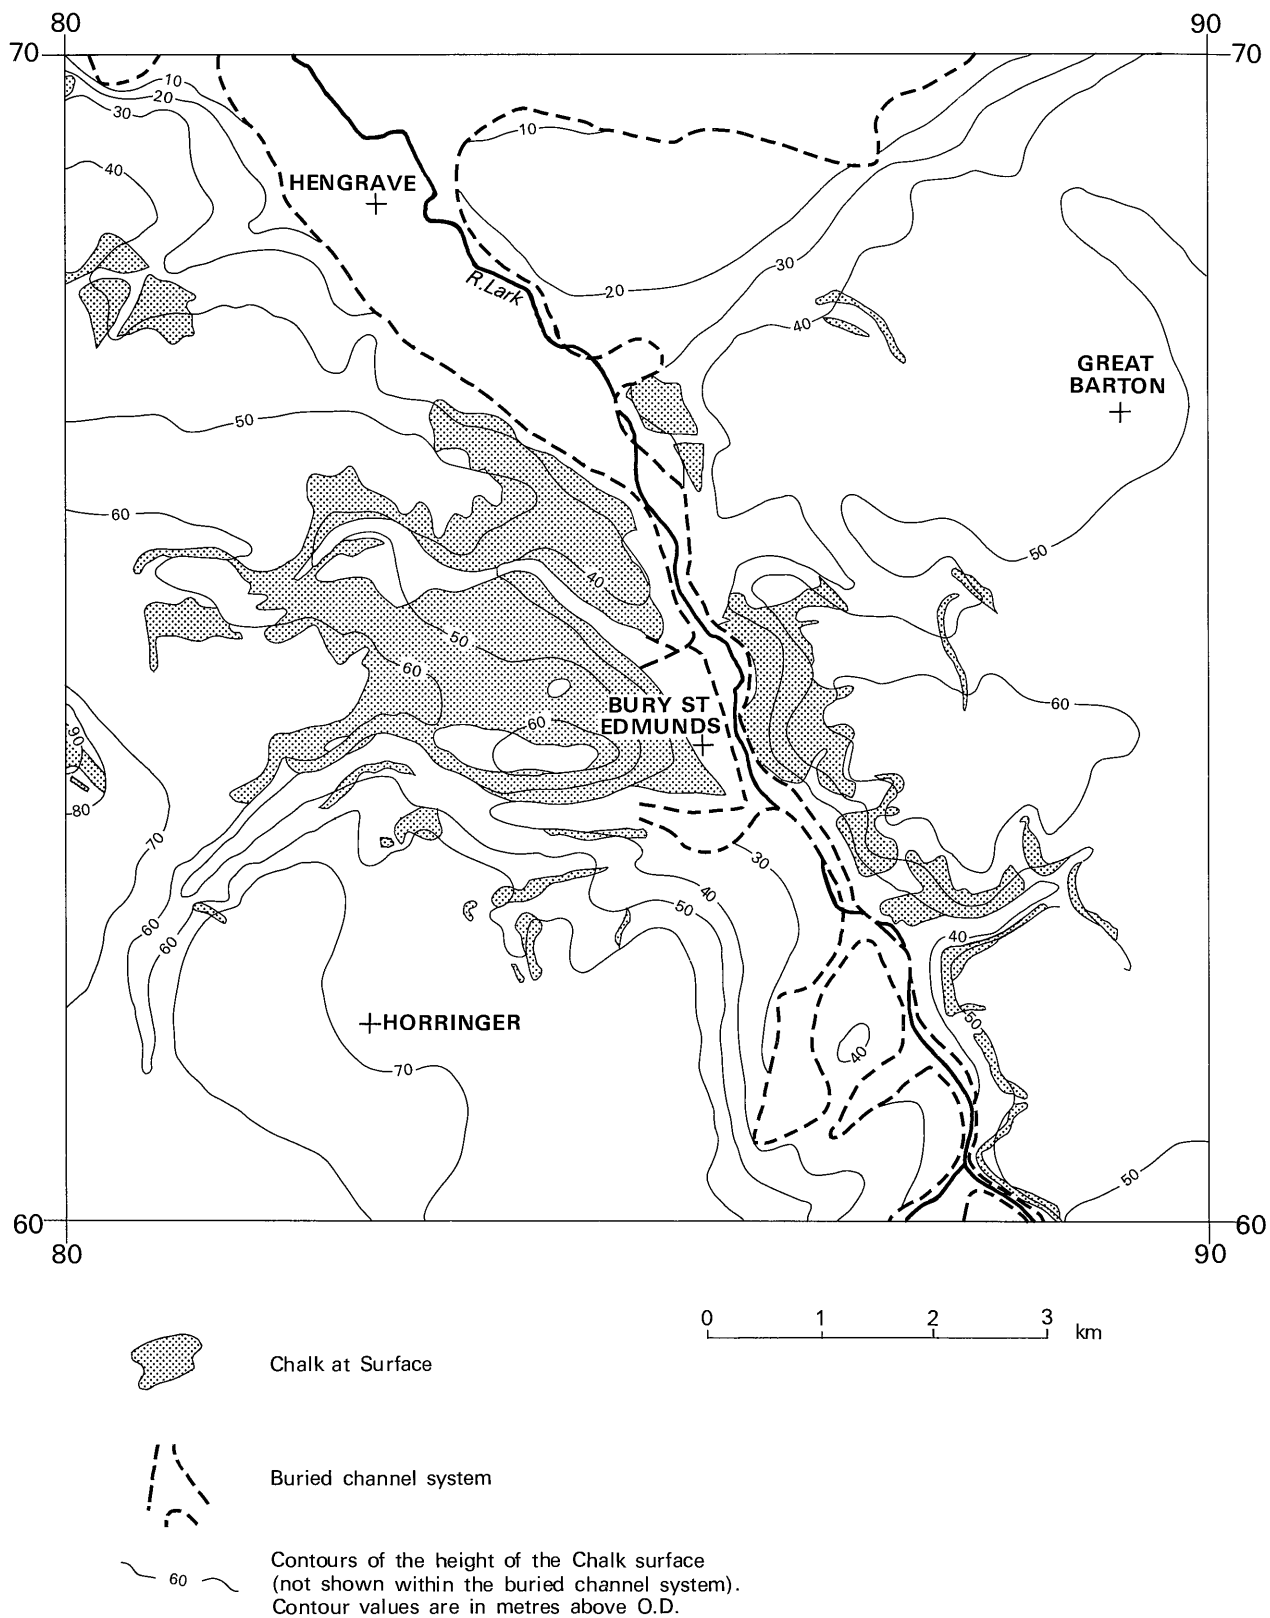 80 90
70 70
10
20
30
10
40
HENGRAVE
30
R. Lark
20
40
GREAT
BARTON
50
60
50
40
50
60
BURY ST
EDMUNDS
60
60
90
80
70
30
40
50
60
60
40
50
HORRINGER
40
70
50
60 60
80 90
0 1 2 3 km
Chalk at Surface
Buried channel system
60
Contours of the height of the Chalk surface
(not shown within the buried channel system).
Contour values are in metres above O.D.